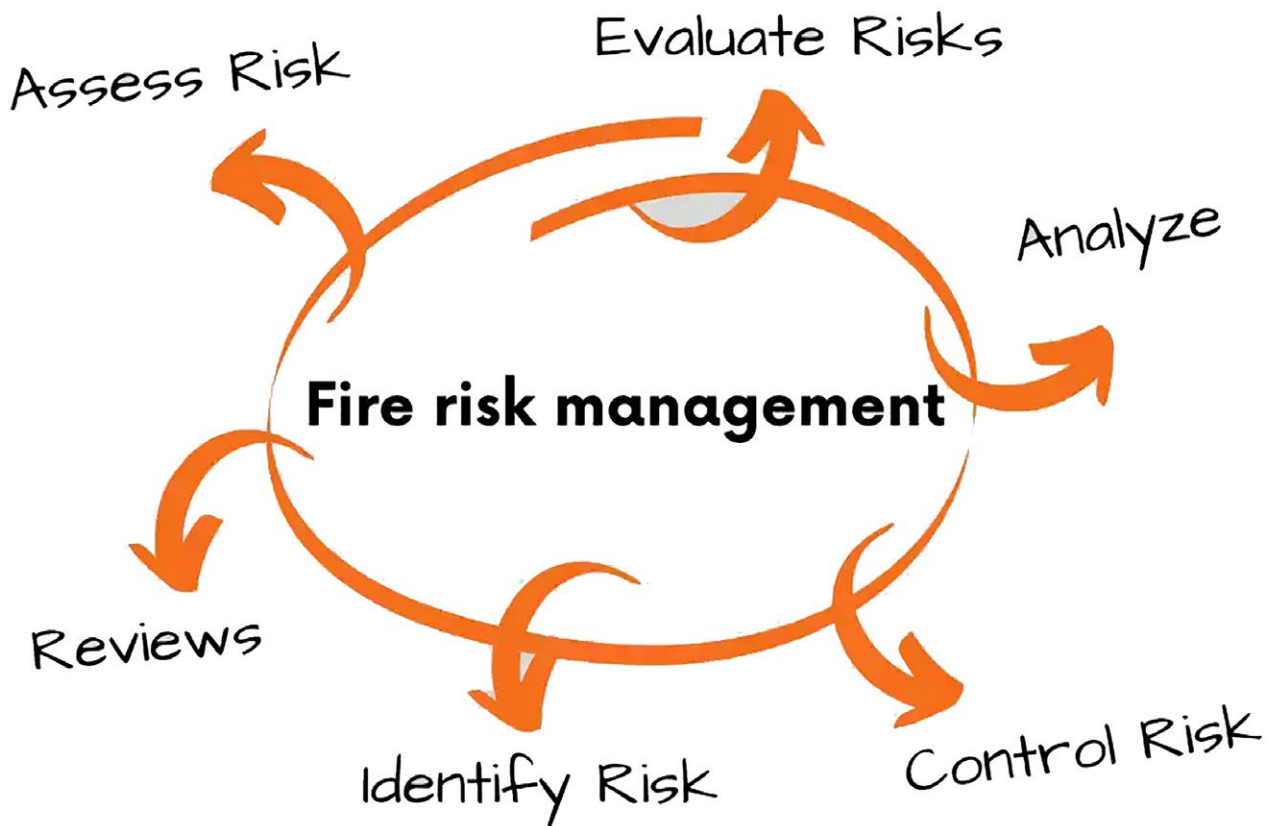 Evaluate Risks
Assess Risk
Analyze
Fire risk management
Reviews
Control Risk
Identify Risk